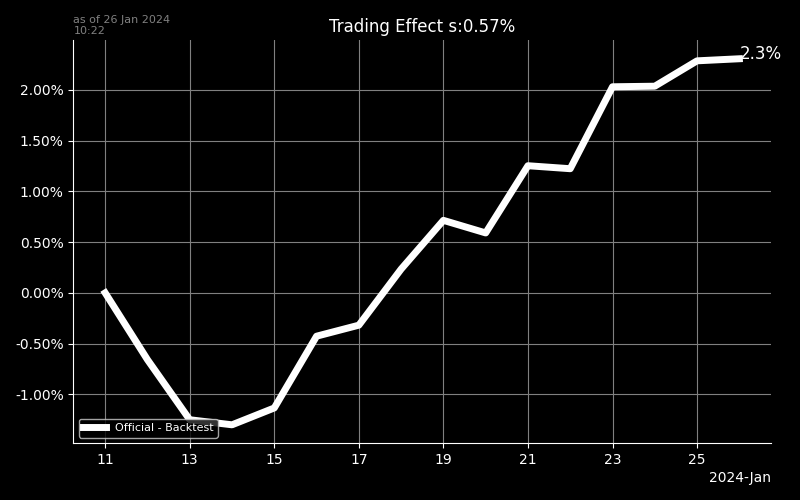 as of 26 Jan 2024
10:22
Trading Effect s:0.57%
2.3%
2.00%
1.50%
1.00%
0.50%
0.00%
-0.50%
-1.00%
Official - Backtest
11 13 15 17 19 21 23 25
2024-Jan